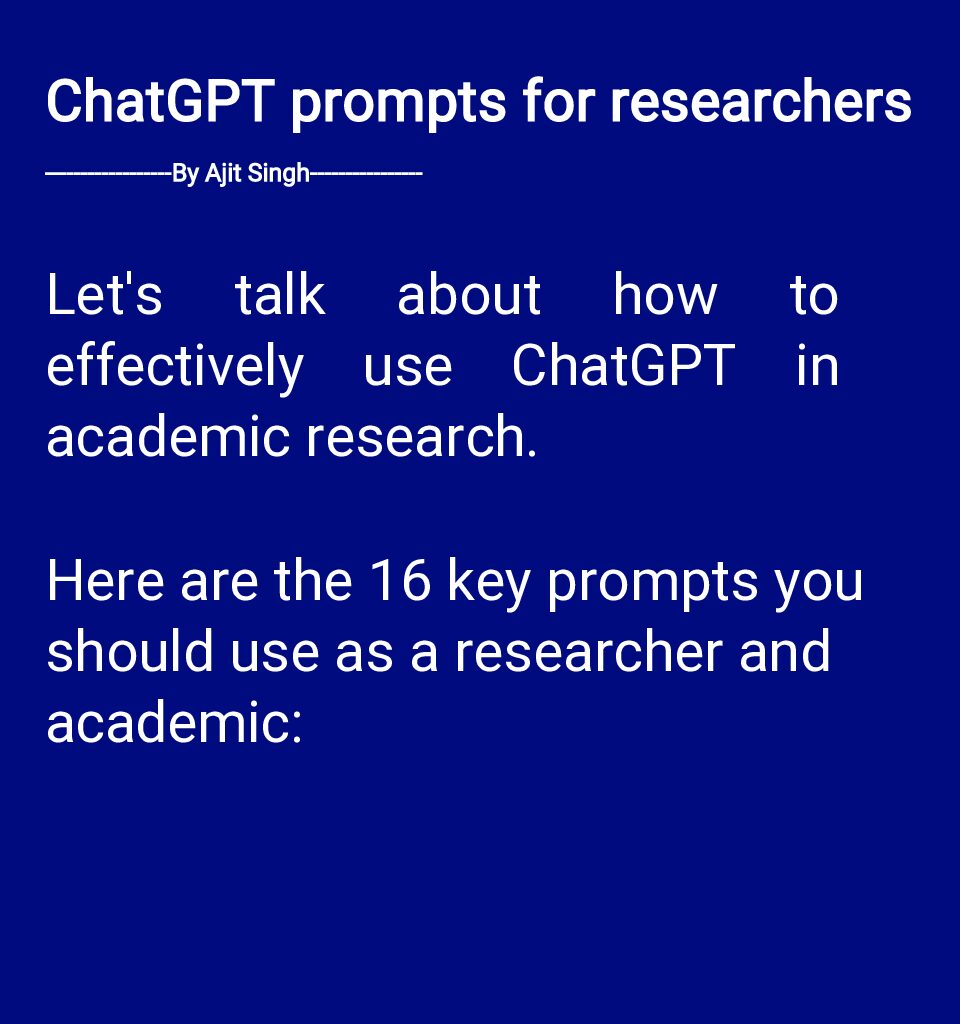 ChatGPT prompts for researchers
------------------By Ajit Singh----------------
Let's talk about how to
effectively use ChatGPT in
academic research.
Here are the 16 key prompts you
should use as a researcher and
academic: